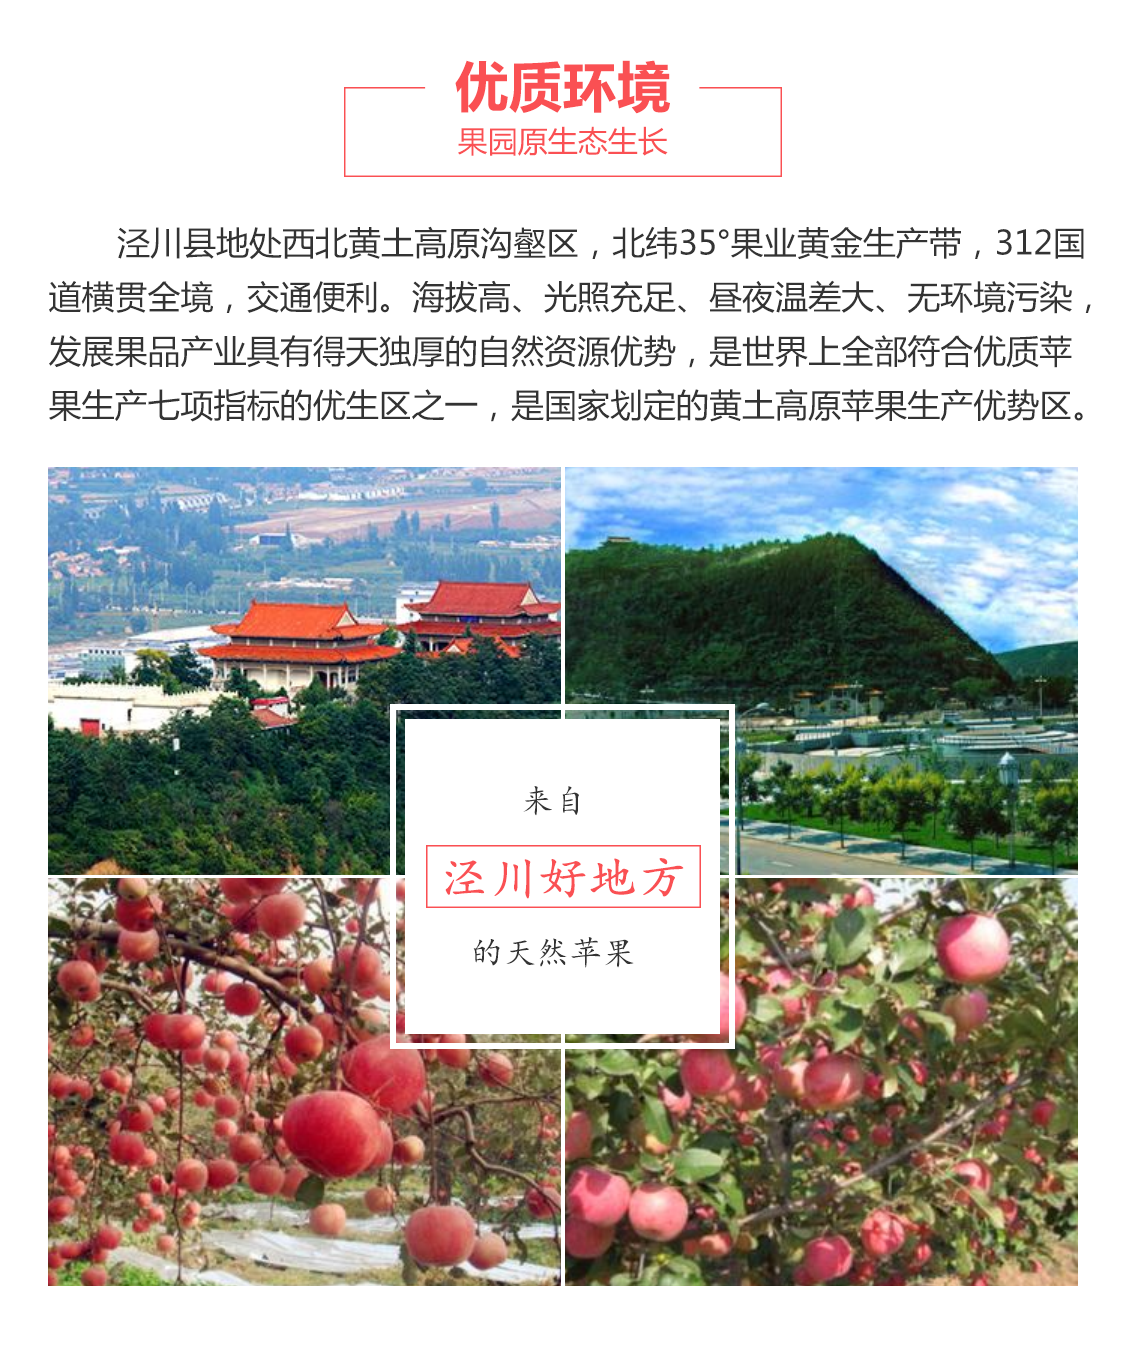 优质环境
果园原生态生长
泾川县地处西北黄土高原沟壑区，北纬35°果业黄金生产带，312国
道横贯全境，交通便利。海拔高、光照充足、昼夜温差大、无环境污染，
发展果品产业具有得天独厚的自然资源优势，是世界上全部符合优质苹
果生产七项指标的优生区之一，是国家划定的黄土高原苹果生产优势区。
来自
泾川好地方
的天然苹果